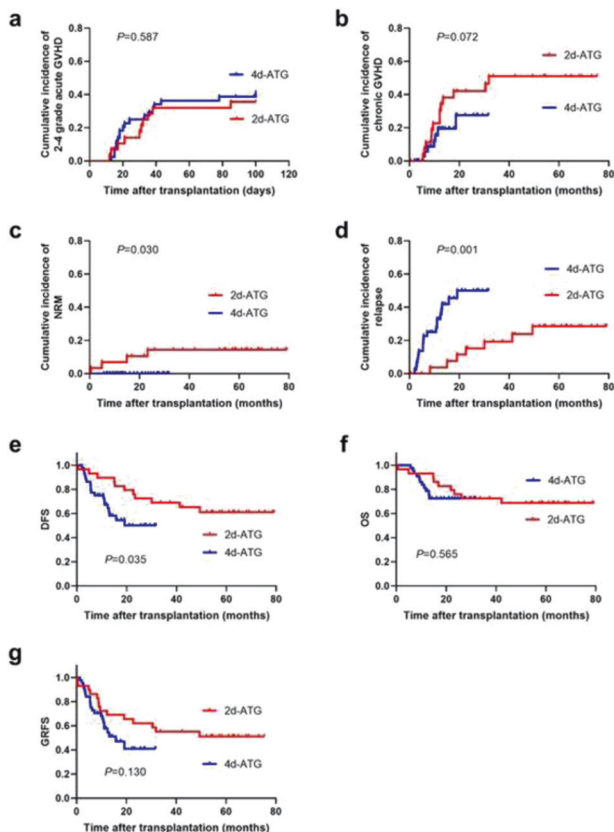 a
P=0.587
Cumulative incidence of
2-4 grade acute GVHD
0.8
0.6
0.4
0.2
0.0
4d-ATG
2d-ATG
0 20 40 60 80 100 120
Time after transplantation (days)
b
P=0.072
Cumulative incidence of
chronic GVHD
0.8
0.6
0.4
0.2
0.0
2d-ATG
4d-ATG
0 20 40 60 80
Time after transplantation (months)
c
P=0.030
Cumulative incidence of
NRM
0.8
0.6
0.4
0.2
0.0
2d-ATG
4d-ATG
0 20 40 60 80
Time after transplantation (months)
d
P=0.001
Cumulative incidence of
relapse
0.8
0.6
0.4
0.2
0.0
4d-ATG
2d-ATG
0 20 40 60 80
Time after transplantation (months)
e
DFS
1.0
0.8
0.6
0.4
0.2
0.0
2d-ATG
4d-ATG
P=0.035
0 20 40 60 80
Time after transplantation (months)
f
OS
1.0
0.8
0.6
0.4
0.2
0.0
4d-ATG
2d-ATG
P=0.565
0 20 40 60 80
Time after transplantation (months)
g
GRFS
1.0
0.8
0.6
0.4
0.2
0.0
2d-ATG
4d-ATG
P=0.130
0 20 40 60 80
Time after transplantation (months)